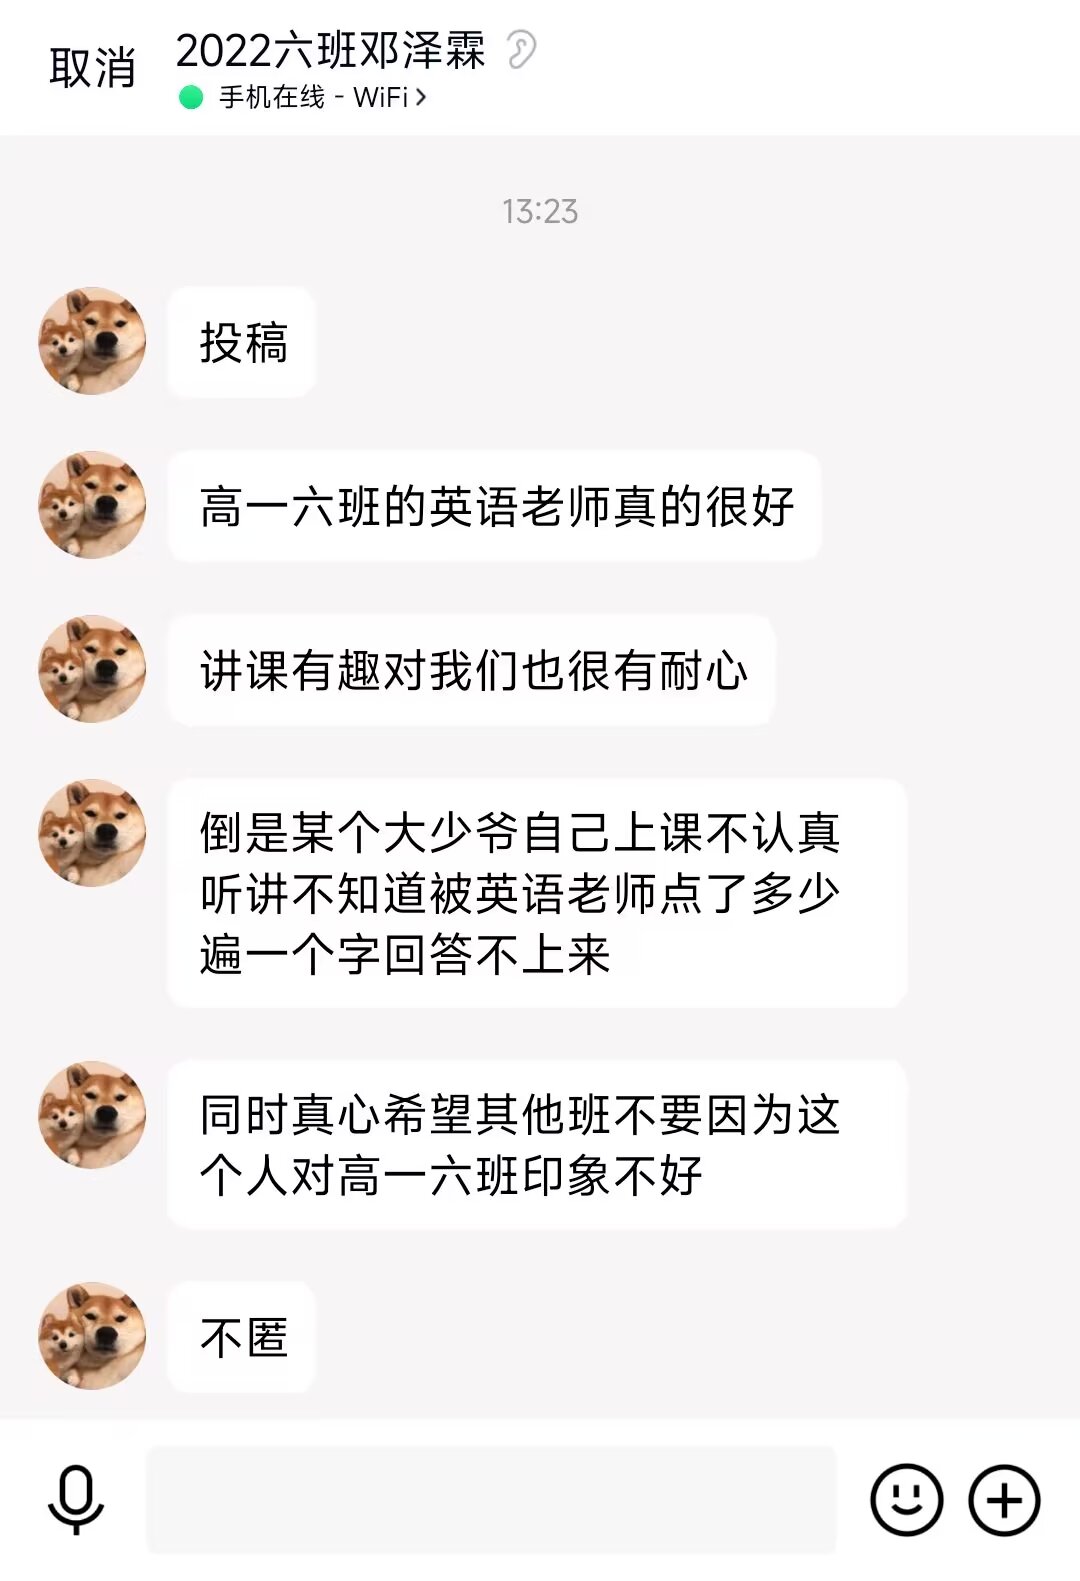 取消
2022六班邓泽霖
手机在线 - WiFi >
13:23
投稿
高一六班的英语老师真的很好
讲课有趣对我们也很有耐心
倒是某个大少爷自己上课不认真
听讲不知道被英语老师点了多少
遍一个字回答不上来
同时真心希望其他班不要因为这
个人对高一六班印象不好
不匿